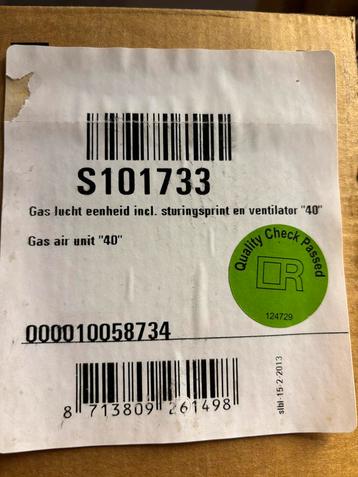 S101733
Gas lucht eenheid incl. sturingsprint en ventilator "40"
Gas air unit "40"
Quality Check Passed
R
124729
000010058734
8 713809 261498
slbl-15-2-2013